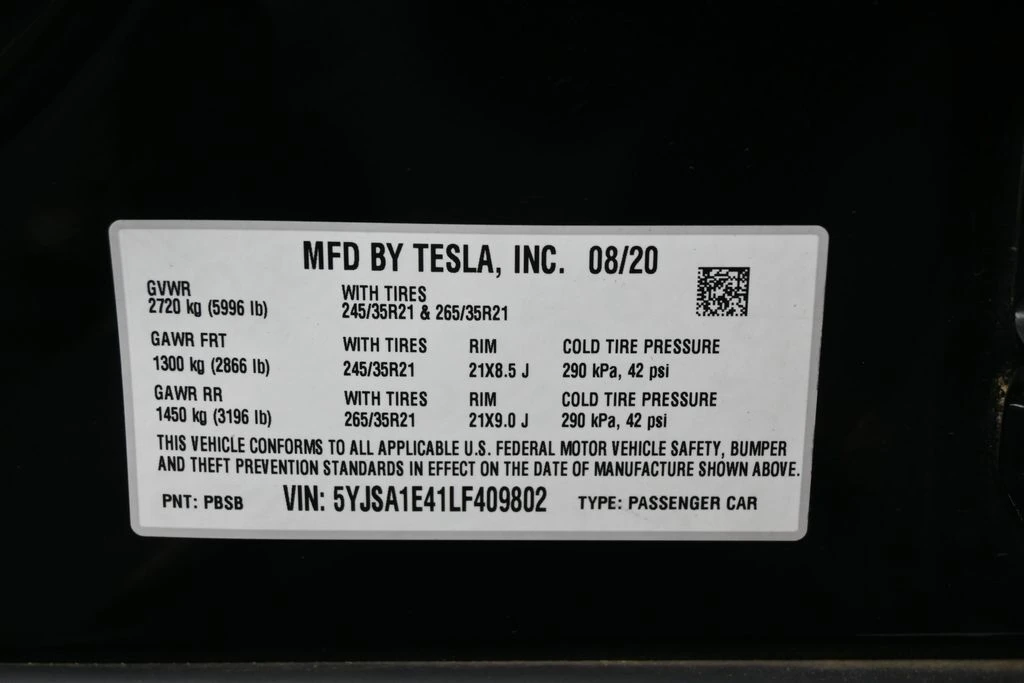 MFD BY TESLA, INC. 08/20
GVWR WITH TIRES
2720 kg (5996 lb) 245/35R21 & 265/35R21
GAWR FRT WITH TIRES RIM COLD TIRE PRESSURE
1300 kg (2866 lb) 245/35R21 21X8.5 J 290 kPa, 42 psi
GAWR RR WITH TIRES RIM COLD TIRE PRESSURE
1450 kg (3196 lb) 265/35R21 21X9.0 J 290 kPa, 42 psi
THIS VEHICLE CONFORMS TO ALL APPLICABLE U.S. FEDERAL MOTOR VEHICLE SAFETY, BUMPER
AND THEFT PREVENTION STANDARDS IN EFFECT ON THE DATE OF MANUFACTURE SHOWN ABOVE.
PNT: PBSB VIN: 5YJSA1E41LF409802 TYPE: PASSENGER CAR